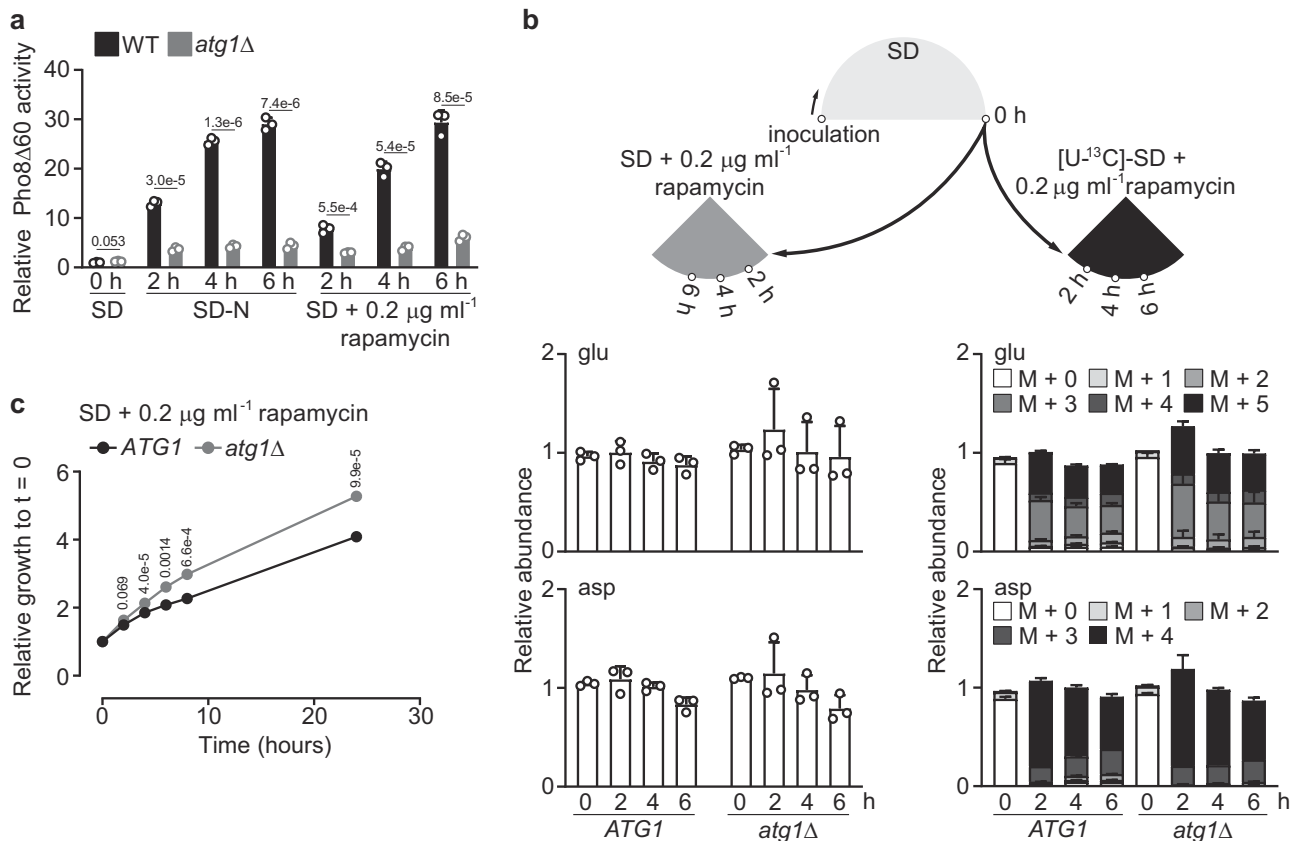 a
WT atg1Δ
Relative Pho8Δ60 activity
40
30
20
10
0
0.053
3.0e-5
1.3e-6
7.4e-6
5.5e-4
5.4e-5
8.5e-5
0 h 2 h 4 h 6 h 2 h 4 h 6 h
SD SD-N SD + 0.2 μg ml-1
rapamycin
b
SD
inoculation
0 h
SD + 0.2 μg ml-1
rapamycin
6 h 4 h 2 h
[U-13C]-SD +
0.2 μg ml-1 rapamycin
2 h 4 h 6 h
Relative abundance
glu
2
1
0
asp
2
1
0
0 2 4 6 0 2 4 6 h
ATG1 atg1Δ
Relative abundance
glu
M + 0 M + 1 M + 2
M + 3 M + 4 M + 5
2
1
0
asp
M + 0 M + 1 M + 2
M + 3 M + 4
2
1
0
0 2 4 6 0 2 4 6 h
ATG1 atg1Δ
c
SD + 0.2 μg ml-1 rapamycin
ATG1 atg1Δ
Relative growth to t = 0
6
4
2
0
0.069
4.0e-5
0.0014
6.6e-4
9.9e-5
0 10 20 30
Time (hours)